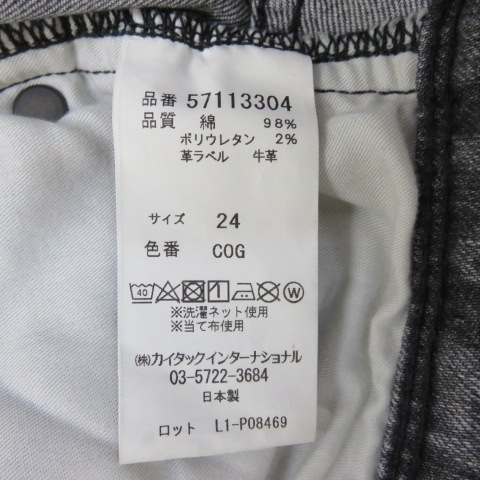 品番 57113304
品質 綿 98%
ポリウレタン 2%
革ラベル 牛革
サイズ 24
色番 COG
40 W
※洗濯ネット使用
※当て布使用
㈱カイタックインターナショナル
03-5722-3684
日本製
ロット L1-P08469